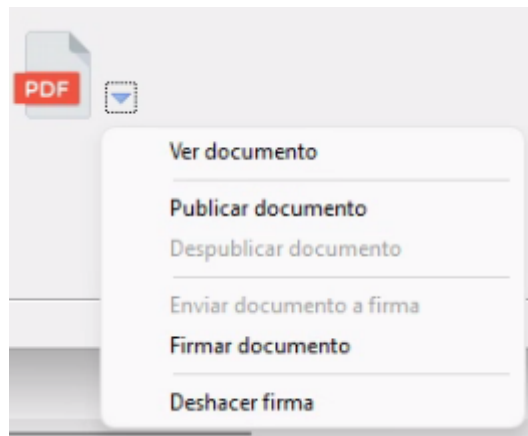 PDF
Ver documento
Publicar documento
Despublicar documento
Enviar documento a firma
Firmar documento
Deshacer firma